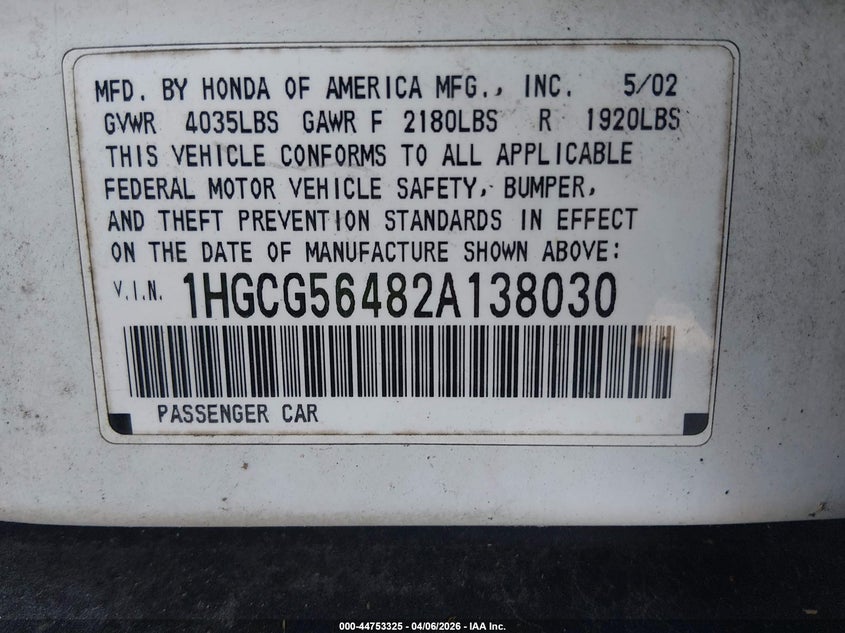 MFD. BY HONDA OF AMERICA MFG., INC. 5/02
GVWR 4035LBS GAWR F 2180LBS R 1920LBS
THIS VEHICLE CONFORMS TO ALL APPLICABLE
FEDERAL MOTOR VEHICLE SAFETY, BUMPER,
AND THEFT PREVENTION STANDARDS IN EFFECT
ON THE DATE OF MANUFACTURE SHOWN ABOVE:
V.I.N. 1HGCG56482A138030
PASSENGER CAR
000-44753325 - 04/06/2026 - IAA Inc.